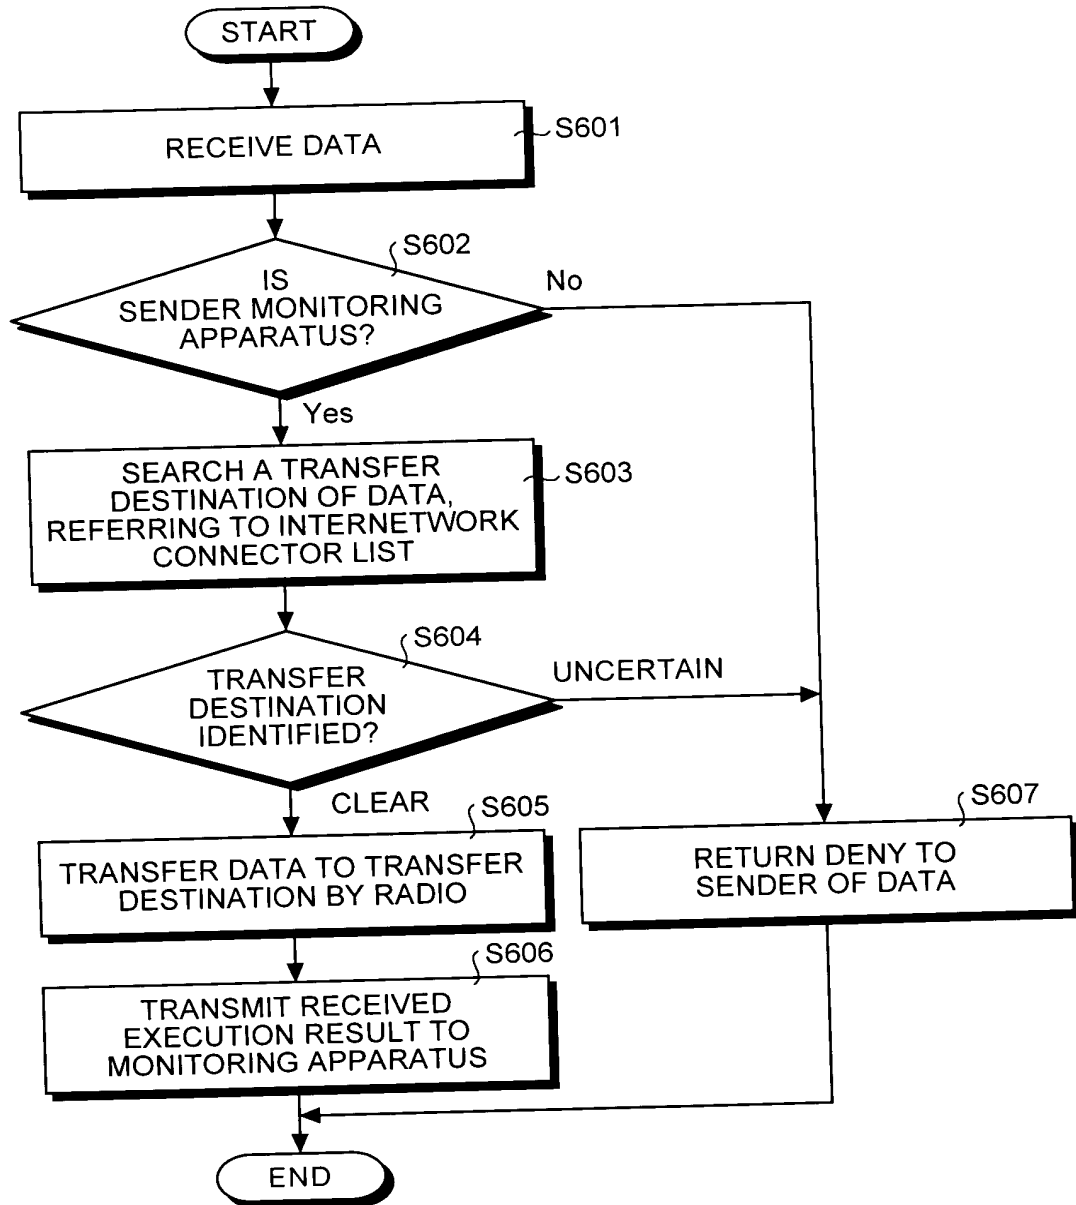 START
RECEIVE DATA
S601
S602
IS
SENDER MONITORING
APPARATUS?
No
Yes
SEARCH A TRANSFER
DESTINATION OF DATA,
REFERRING TO INTERNETWORK
CONNECTOR LIST
S603
S604
TRANSFER
DESTINATION
IDENTIFIED?
UNCERTAIN
CLEAR
S605
TRANSFER DATA TO TRANSFER
DESTINATION BY RADIO
S607
RETURN DENY TO
SENDER OF DATA
S606
TRANSMIT RECEIVED
EXECUTION RESULT TO
MONITORING APPARATUS
END